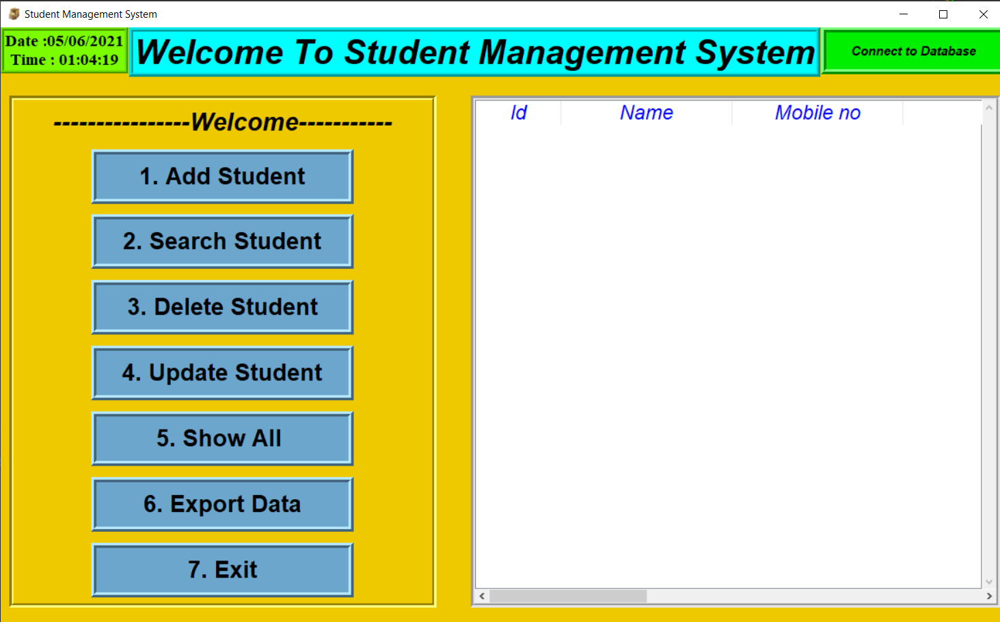 Student Management System
Date :05/06/2021
Time : 01:04:19
Welcome To Student Management System
Connect to Database
----------------Welcome-----------
1. Add Student
2. Search Student
3. Delete Student
4. Update Student
5. Show All
6. Export Data
7. Exit
Id Name Mobile no